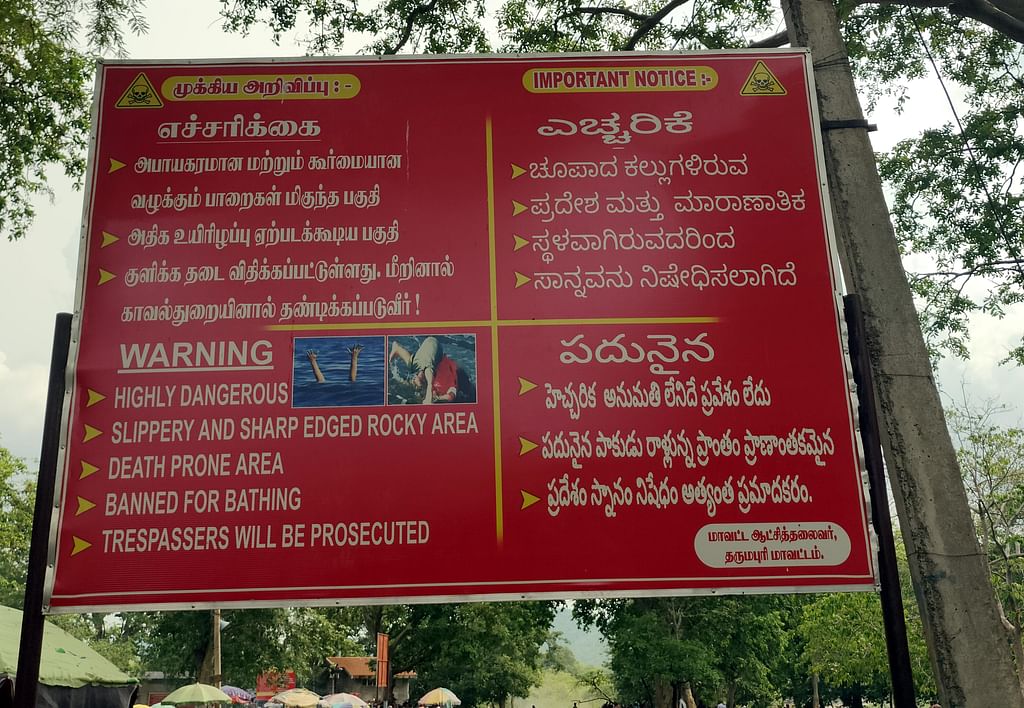 முக்கிய அறிவிப்பு : -
எச்சரிக்கை
அபாயகரமான மற்றும் கூர்மையான
வழுக்கும் பாறைகள் மிகுந்த பகுதி
அதிக உயிரிழப்பு ஏற்படக்கூடிய பகுதி
குளிக்க தடை விதிக்கப்பட்டுள்ளது, மீறினால்
காவல்துறையினால் தண்டிக்கப்படுவீர் !
IMPORTANT NOTICE :-
ಎಚ್ಚರಿಕೆ
ಚೂಪಾದ ಕಲ್ಲುಗಳಿರುವ
ಪ್ರದೇಶ ಮತ್ತು ಮಾರಾಣಾತಿಕ
ಸ್ಥಳವಾಗಿರುವದರಿಂದ
ಸಾನ್ನವನು ನಿಷೇಧಿಸಲಾಗಿದೆ
WARNING
HIGHLY DANGEROUS
SLIPPERY AND SHARP EDGED ROCKY AREA
DEATH PRONE AREA
BANNED FOR BATHING
TRESPASSERS WILL BE PROSECUTED
పదునైన
హెచ్చరిక అనుమతి లేనిదే ప్రవేశం లేదు
పదునైన పాకుడు రాళ్లున్న ప్రాంతం ప్రాణాంతకమైన
ప్రదేశం స్నానం నిషేధం అత్యంత ప్రమాదకరం.
மாவட்ட ஆட்சித்தலைவர்,
தருமபுரி மாவட்டம்.